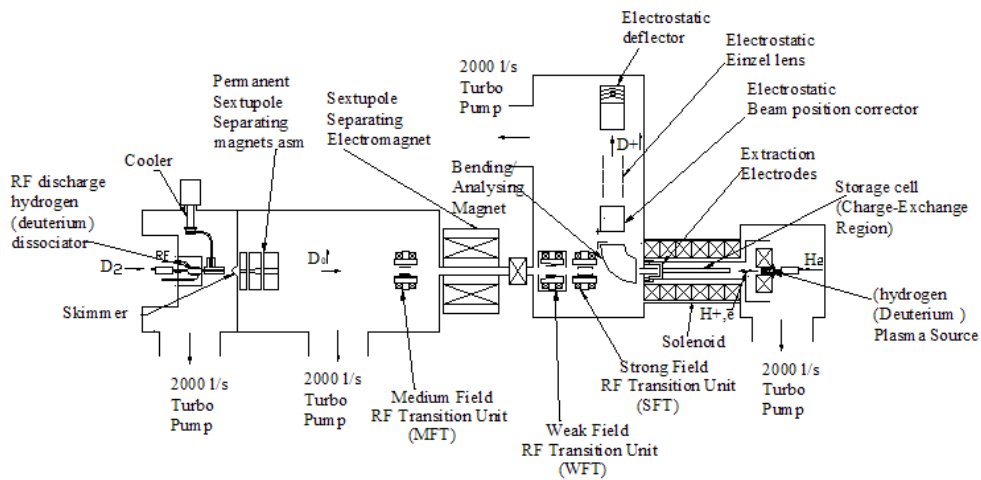 Electrostatic
deflector
Electrostatic
Einzel lens
2000 l/s
Turbo
Pump
Permanent
Sextupole
Separating
magnets asm
Sextupole
Separating
Electromagnet
Electrostatic
Beam position corrector
D+
Cooler
Bending/
Analysing
Magnet
Extraction
Electrodes
RF discharge
hydrogen
(deuterium)
dissociator
Storage cell
(Charge-Exchange
Region)
RF
D2
D0
H2
Skimmer
H+,e̅
(hydrogen
(Deuterium )
Plasma Source
Solenoid
2000 l/s
Turbo
Pump
2000 l/s
Turbo
Pump
Medium Field
RF Transition Unit
(MFT)
Strong Field
RF Transition Unit
(SFT)
2000 l/s
Turbo
Pump
Weak Field
RF Transition Unit
(WFT)